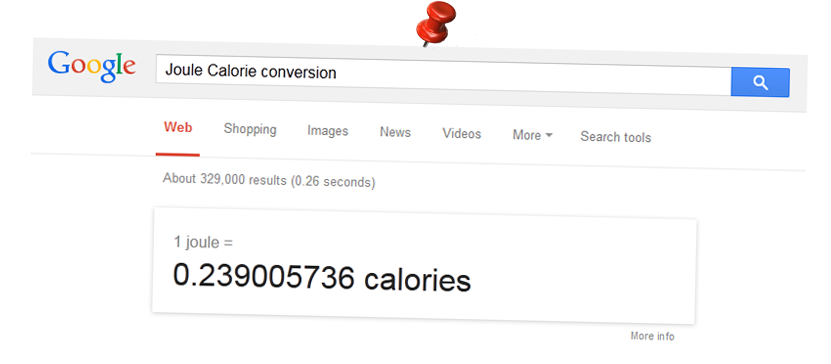 Google Joule Calorie conversion
Web Shopping Images News Videos More Search tools
About 329,000 results (0.26 seconds)
1 joule =
0.239005736 calories
More info